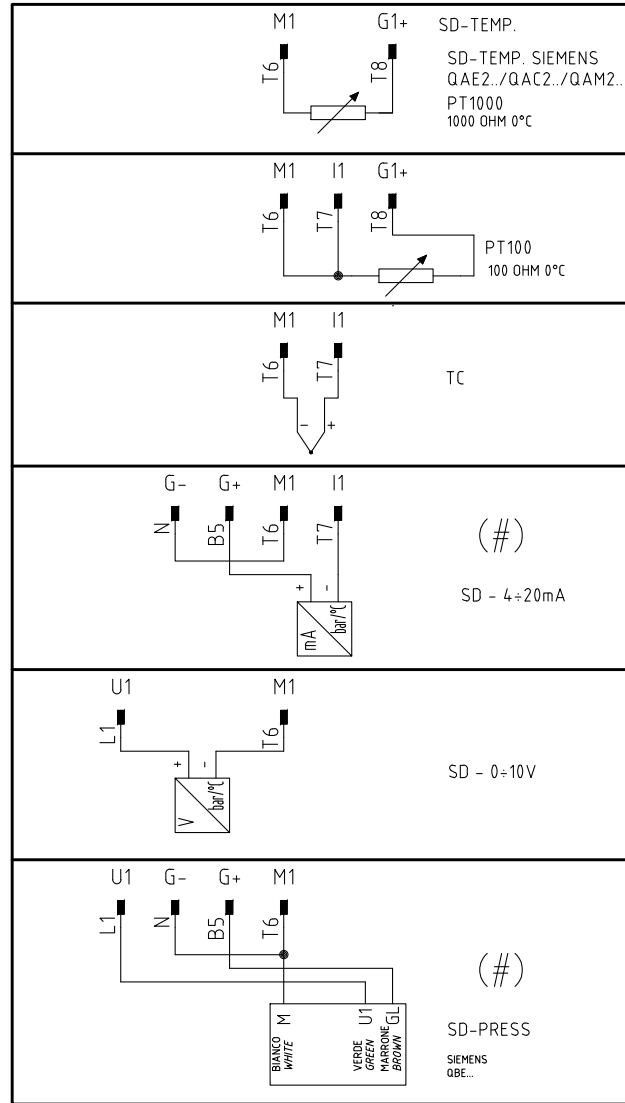 M1 G1+ SD-TEMP.
T6 T8
SD-TEMP. SIEMENS
QAE2../QAC2../QAM2..
PT1000
1000 OHM 0°C
M1 I1 G1+
T6 T7 T8
PT100
100 OHM 0°C
M1 I1
T6 T7
TC
- +
G- G+ M1 I1
N B5 T6 T7
(#)
+ -
SD - 4÷20mA
mA bar/°C
U1 M1
L1 T6
+ -
SD - 0÷10V
V bar/°C
U1 G- G+ M1
L1 N B5 T6
(#)
M U1 GL
BIANCO VERDE MARRONE
WHITE GREEN BROWN
SD-PRESS
SIEMENS
QBE...